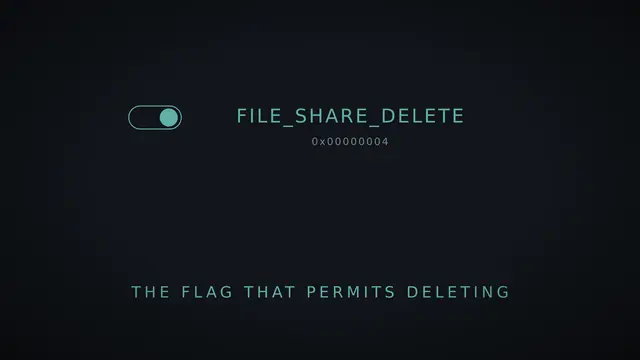 FILE_SHARE_DELETE
0x00000004
THE FLAG THAT PERMITS DELETING